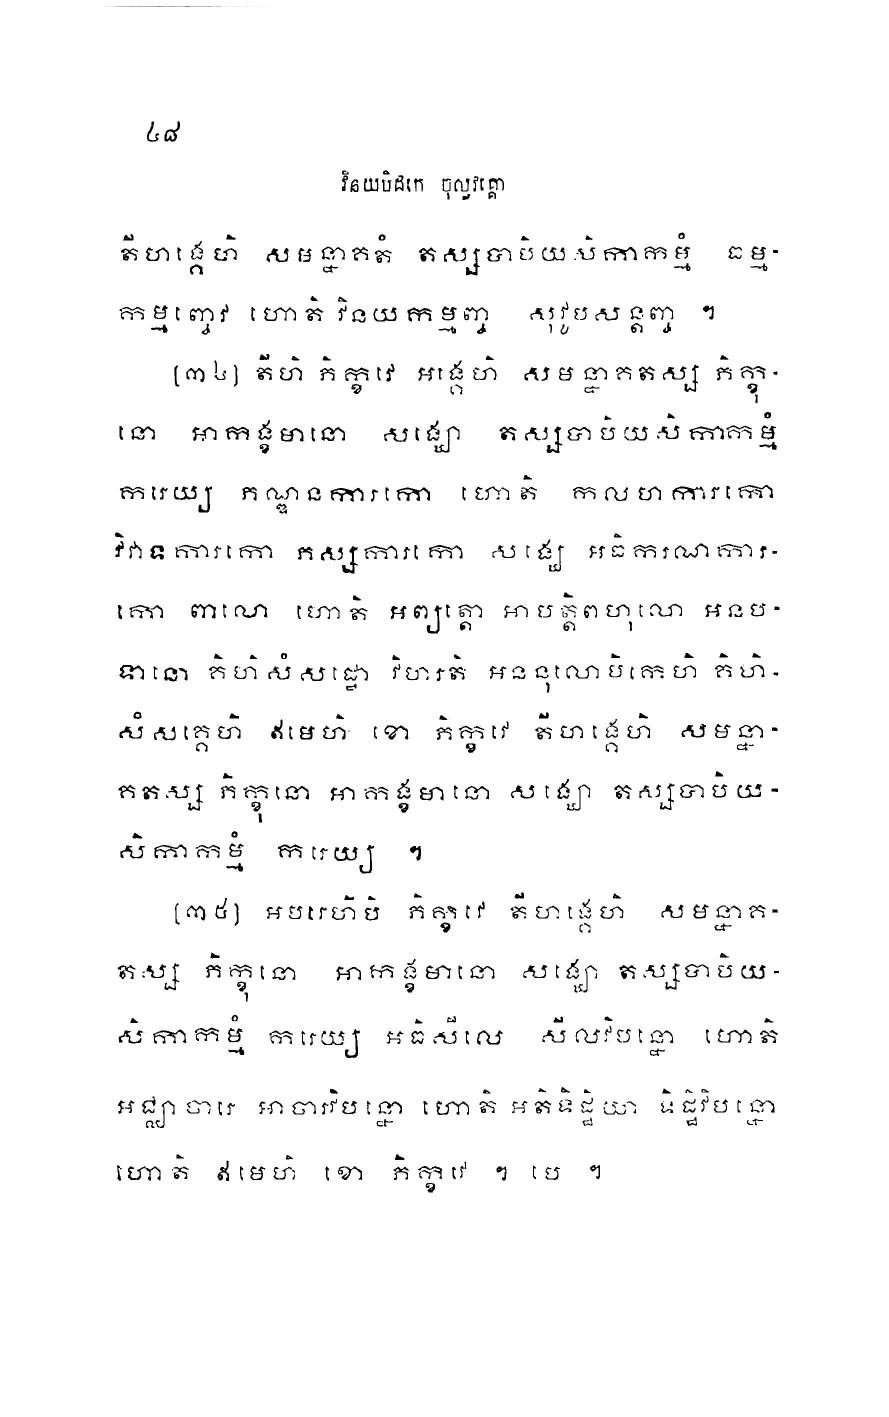 ៤៨
វិនយបិដកេ ចុល្លវគ្គោ
តីហង្គេហិ សមន្នាគតំ តស្សបាបិយសិកាកម្មំ ធម្ម-
កម្មញ្ចេវ ហោតិ វិនយកម្មញ្ច សុវូបសន្តញ្ច ។
(៣៤) តីហិ ភិក្ខវេ អង្គេហិ សមន្នាគតស្ស ភិក្ខុ-
នោ អាកង្ខមានោ សង្ឃោ តស្សបាបិយសិកាកម្មំ
ករេយ្យ ភណ្ឌនការកោ ហោតិ កលហការកោ
វិវាទការកោ ភស្សការកោ សង្ឃេ អធិករណការ-
កោ ពាលោ ហោតិ អព្យត្តោ អាបត្តិពហុលោ អនប-
ទានោ គិហិសំសដ្ឋោ វិហរតិ អននុលោមិកេហិ គិហិ-
សំសគ្គេហិ ឥមេហិ ខោ ភិក្ខវេ តីហង្គេហិ សមន្នា-
គតស្ស ភិក្ខុនោ អាកង្ខមានោ សង្ឃោ តស្សបាបិយ-
សិកាកម្មំ ករេយ្យ ។
(៣៥) អបរេហិបិ ភិក្ខវេ តីហង្គេហិ សមន្នាគ-
តស្ស ភិក្ខុនោ អាកង្ខមានោ សង្ឃោ តស្សបាបិយ-
សិកាកម្មំ ករេយ្យ អធិសីលេ សីលវិបន្នោ ហោតិ
អជ្ឈាចារេ អាចារវិបន្នោ ហោតិ អតិទិដ្ឋិយា ទិដ្ឋិវិបន្នោ
ហោតិ ឥមេហិ ខោ ភិក្ខវេ ។ បេ ។